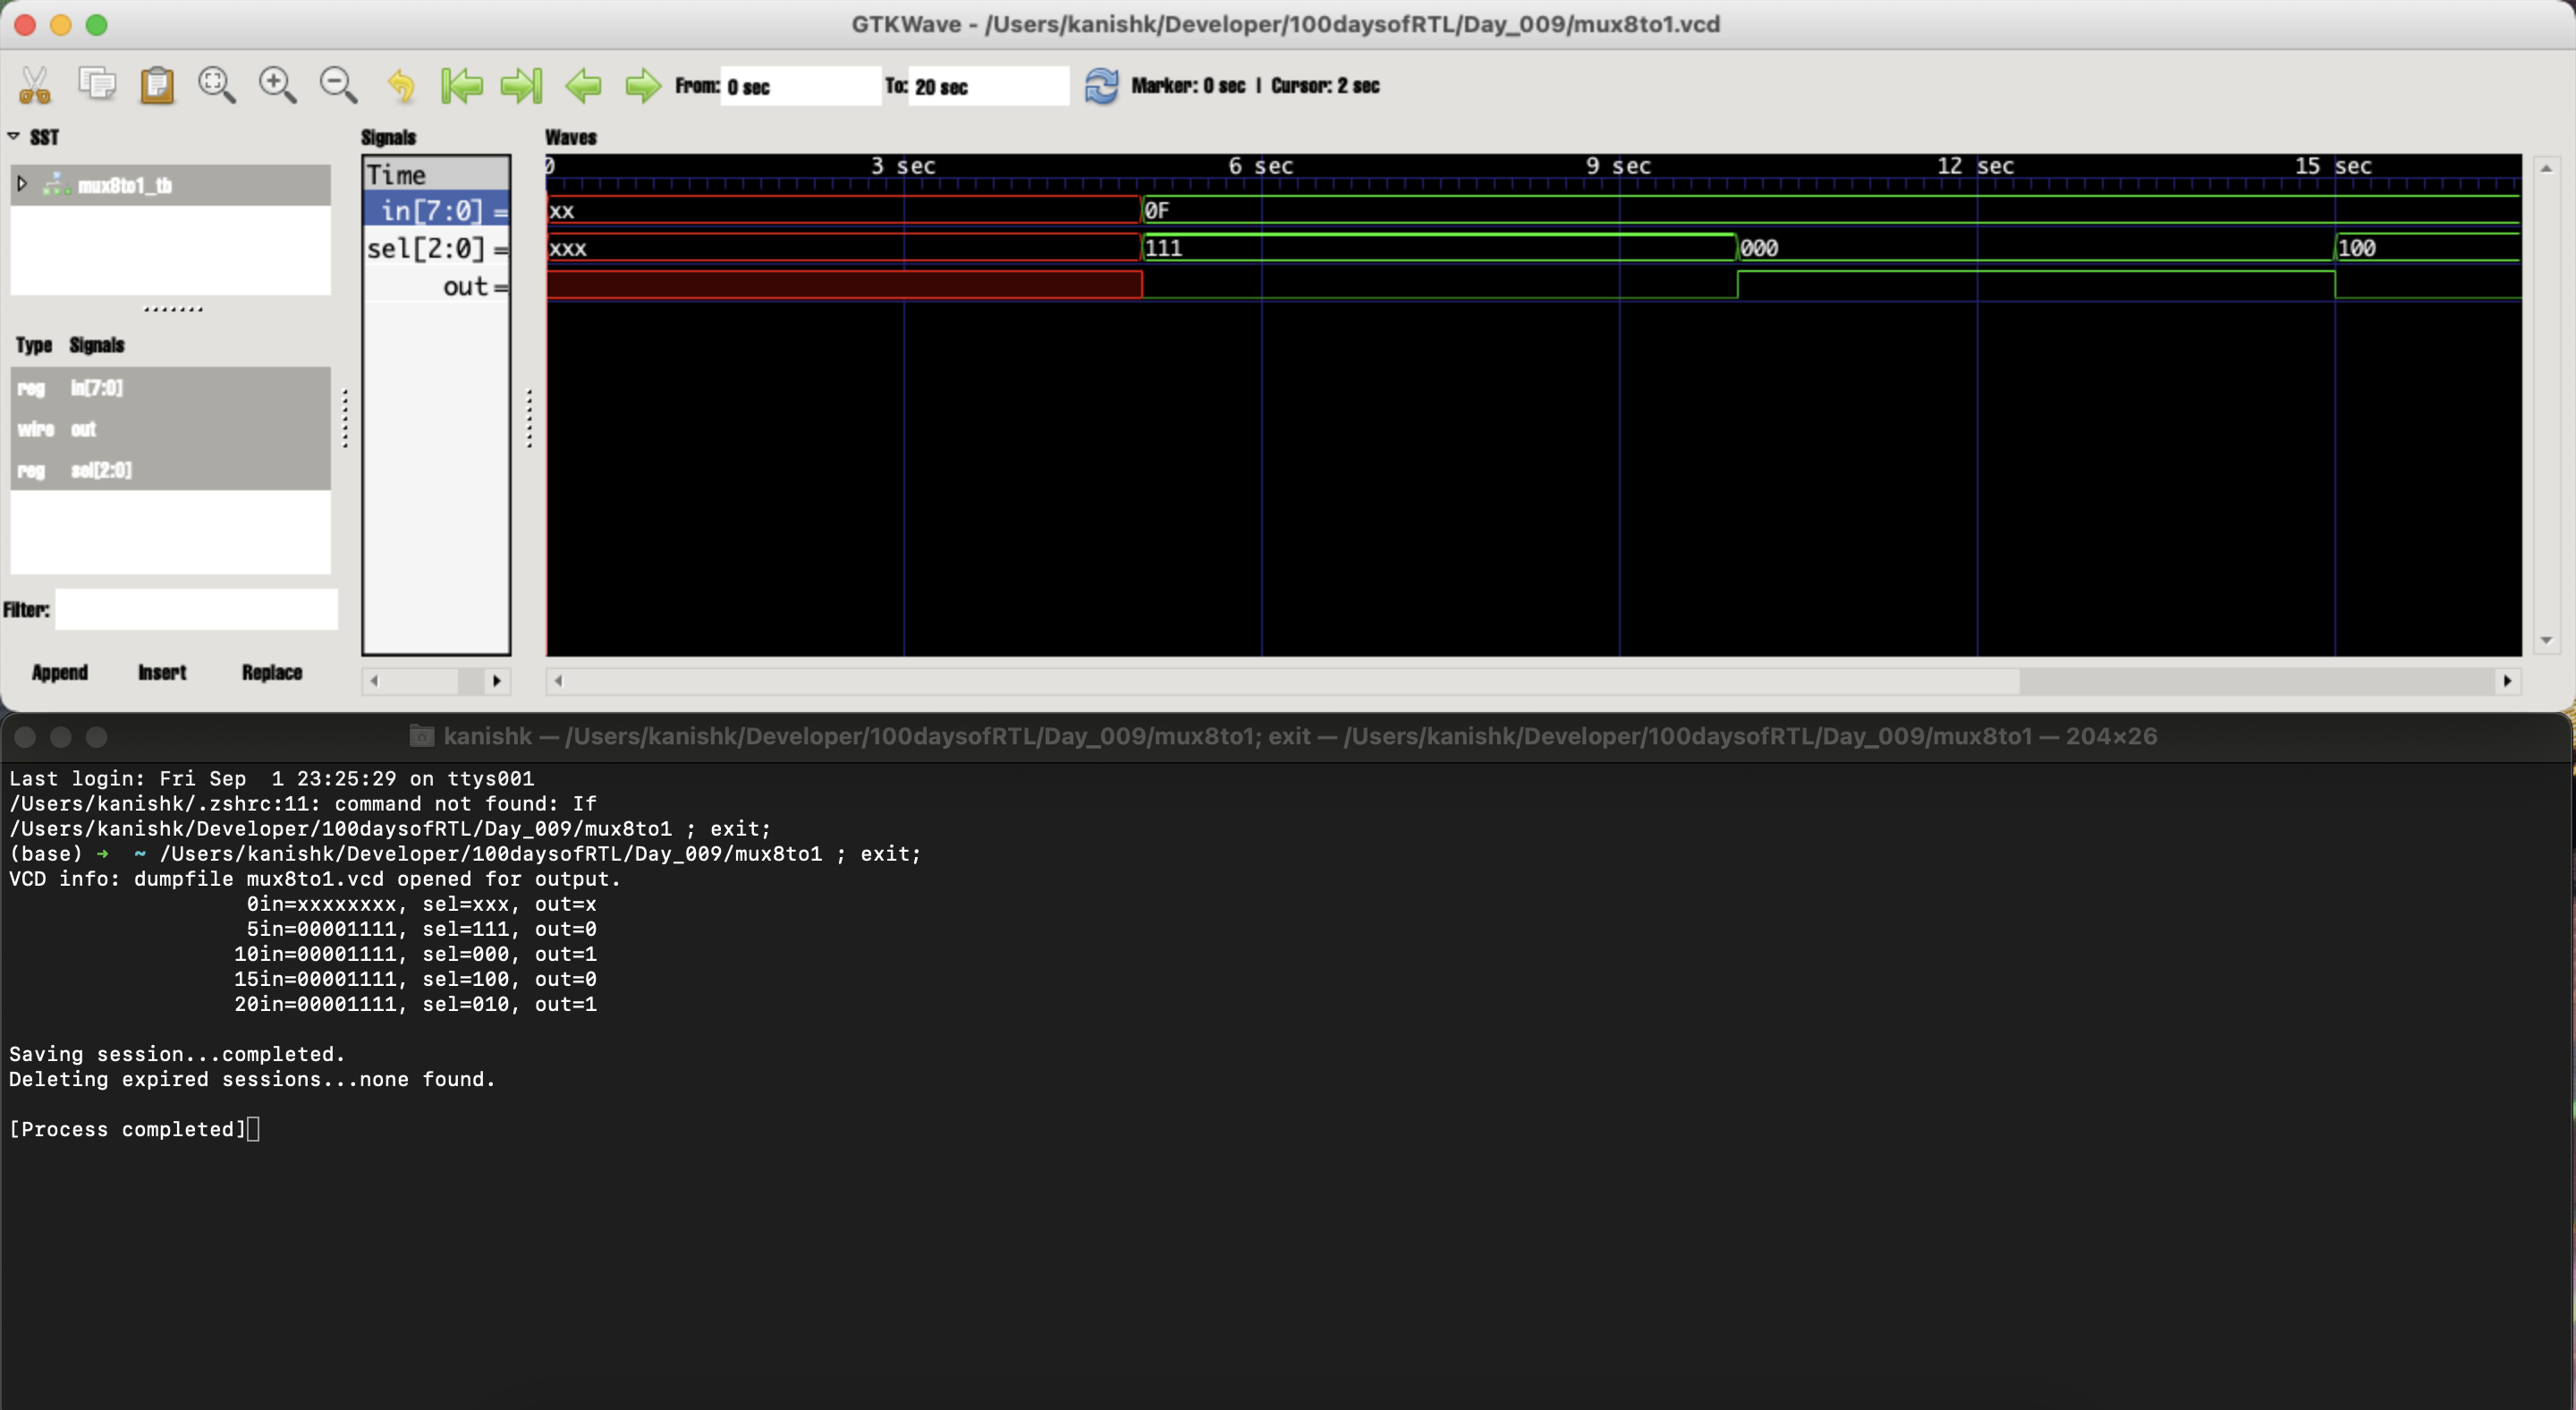 GTKWave - /Users/kanishk/Developer/100daysofRTL/Day_009/mux8to1.vcd
From: 0 sec To: 20 sec Marker: 0 sec | Cursor: 2 sec
SST
mux8to1_tb
Type Signals
reg in[7:0]
wire out
reg sel[2:0]
Filter:
Append Insert Replace
Signals
Time
in[7:0] =
sel[2:0] =
out =
Waves
0 3 sec 6 sec 9 sec 12 sec 15 sec
xx 0F
xxx 111 000 100
kanishk — /Users/kanishk/Developer/100daysofRTL/Day_009/mux8to1; exit — /Users/kanishk/Developer/100daysofRTL/Day_009/mux8to1 — 204×26
Last login: Fri Sep  1 23:25:29 on ttys001
/Users/kanishk/.zshrc:11: command not found: If
/Users/kanishk/Developer/100daysofRTL/Day_009/mux8to1 ; exit;
(base) ➜  ~ /Users/kanishk/Developer/100daysofRTL/Day_009/mux8to1 ; exit;
VCD info: dumpfile mux8to1.vcd opened for output.
                   0in=xxxxxxxx, sel=xxx, out=x
                   5in=00001111, sel=111, out=0
                  10in=00001111, sel=000, out=1
                  15in=00001111, sel=100, out=0
                  20in=00001111, sel=010, out=1
Saving session...completed.
Deleting expired sessions...none found.
[Process completed]